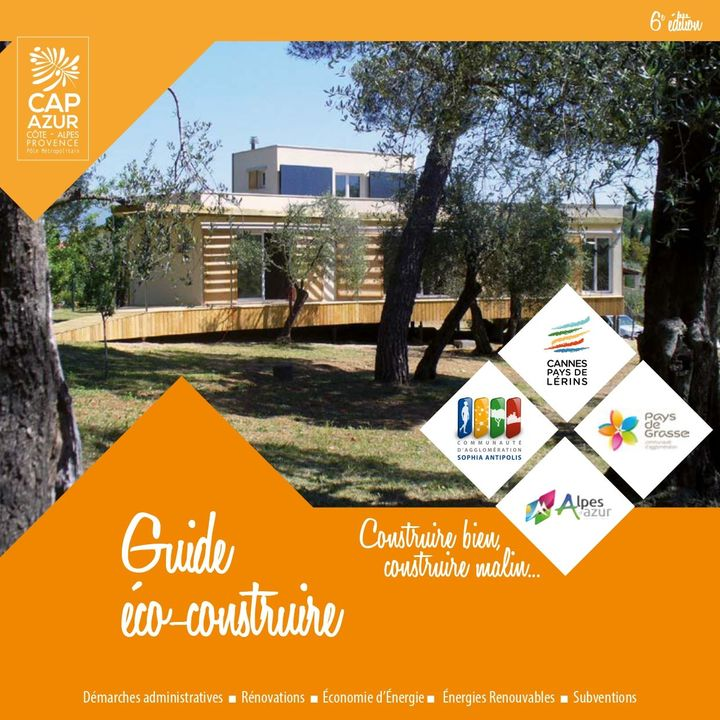 6e édition
CAP
AZUR
CÔTE - ALPES
PROVENCE
Pôle Métropolitain
CANNES
PAYS DE
LÉRINS
COMMUNAUTÉ
D'AGGLOMÉRATION
SOPHIA ANTIPOLIS
Pays
de
Grasse
communauté
d'agglomération
Alpes
d'azur
Construire bien,
construire malin...
Guide
éco-construire
Démarches administratives ■ Rénovations ■ Économie d'Énergie ■ Énergies Renouvables ■ Subventions